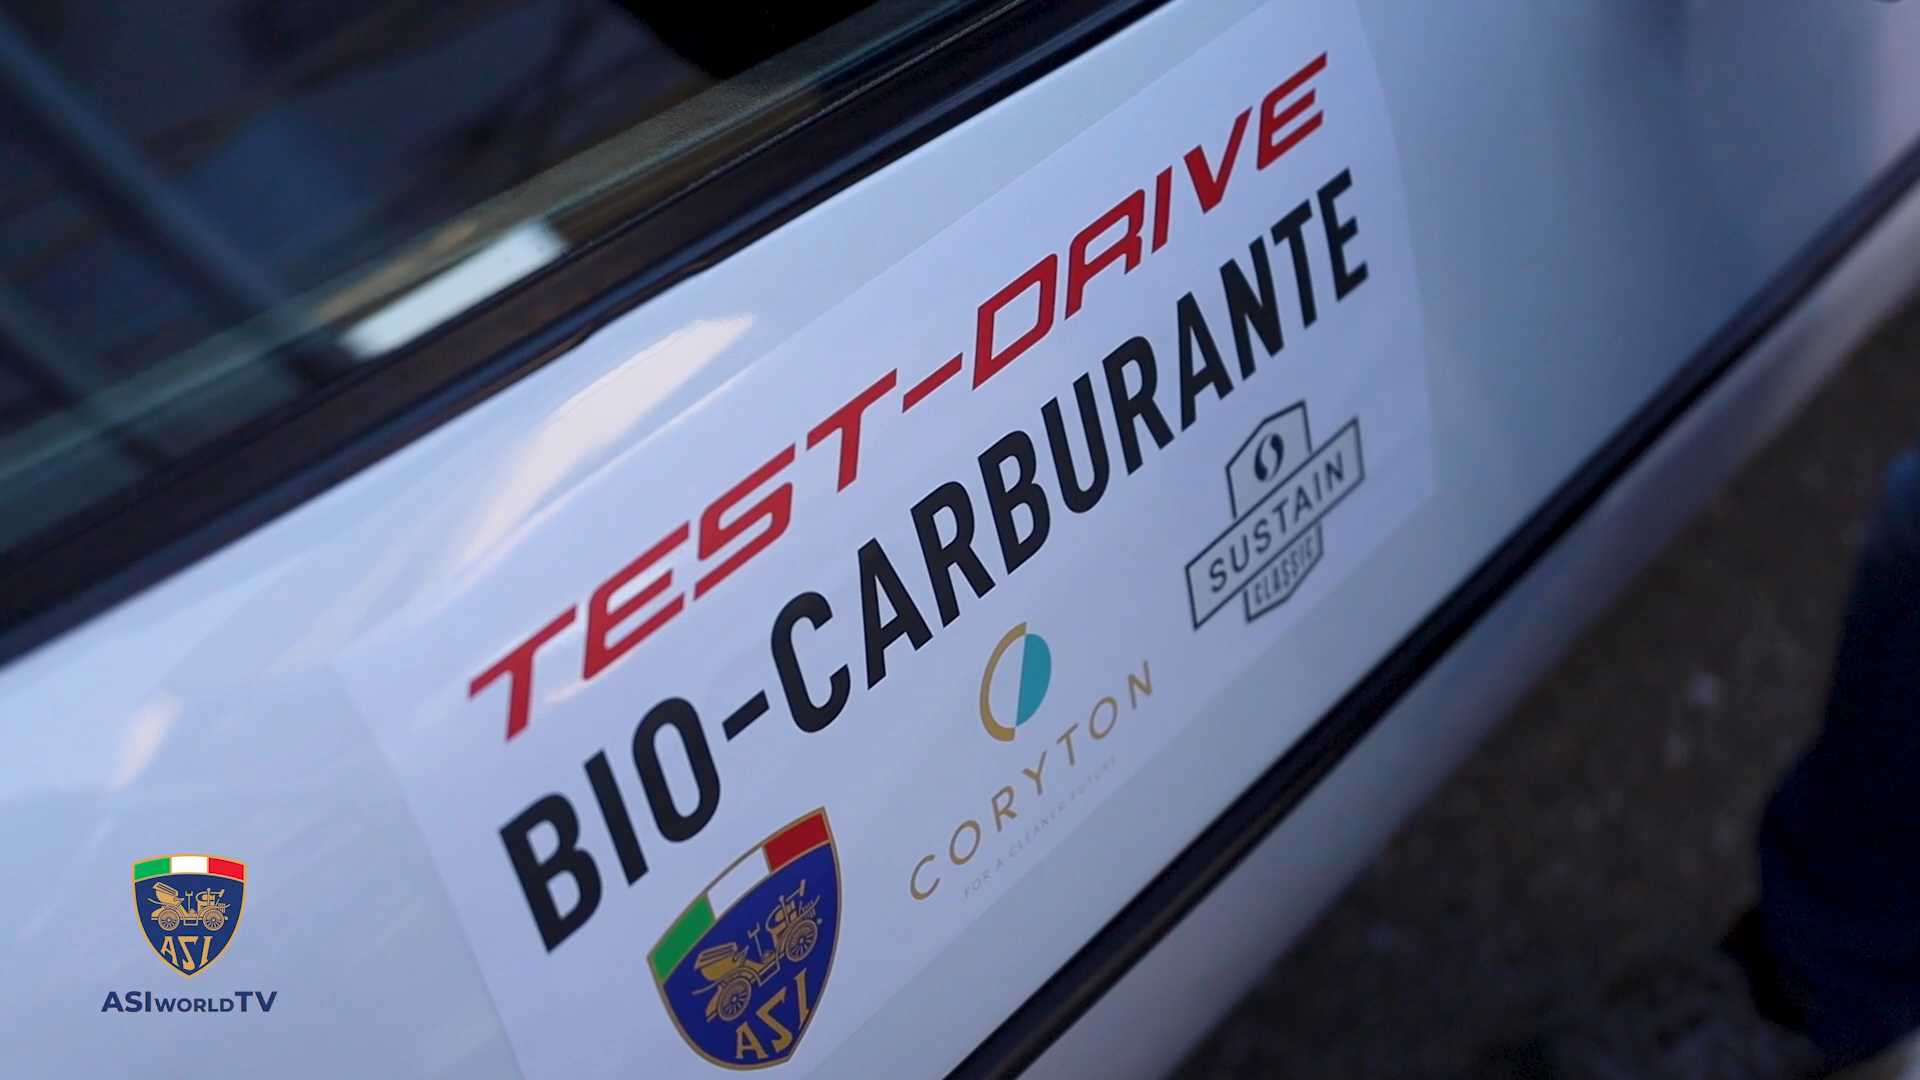 TEST-DRIVE
BIO-CARBURANTE
SUSTAIN
CLASSIC
CORYTON
FOR A CLEANER FUTURE
ASI
ASI
ASIWORLDTV